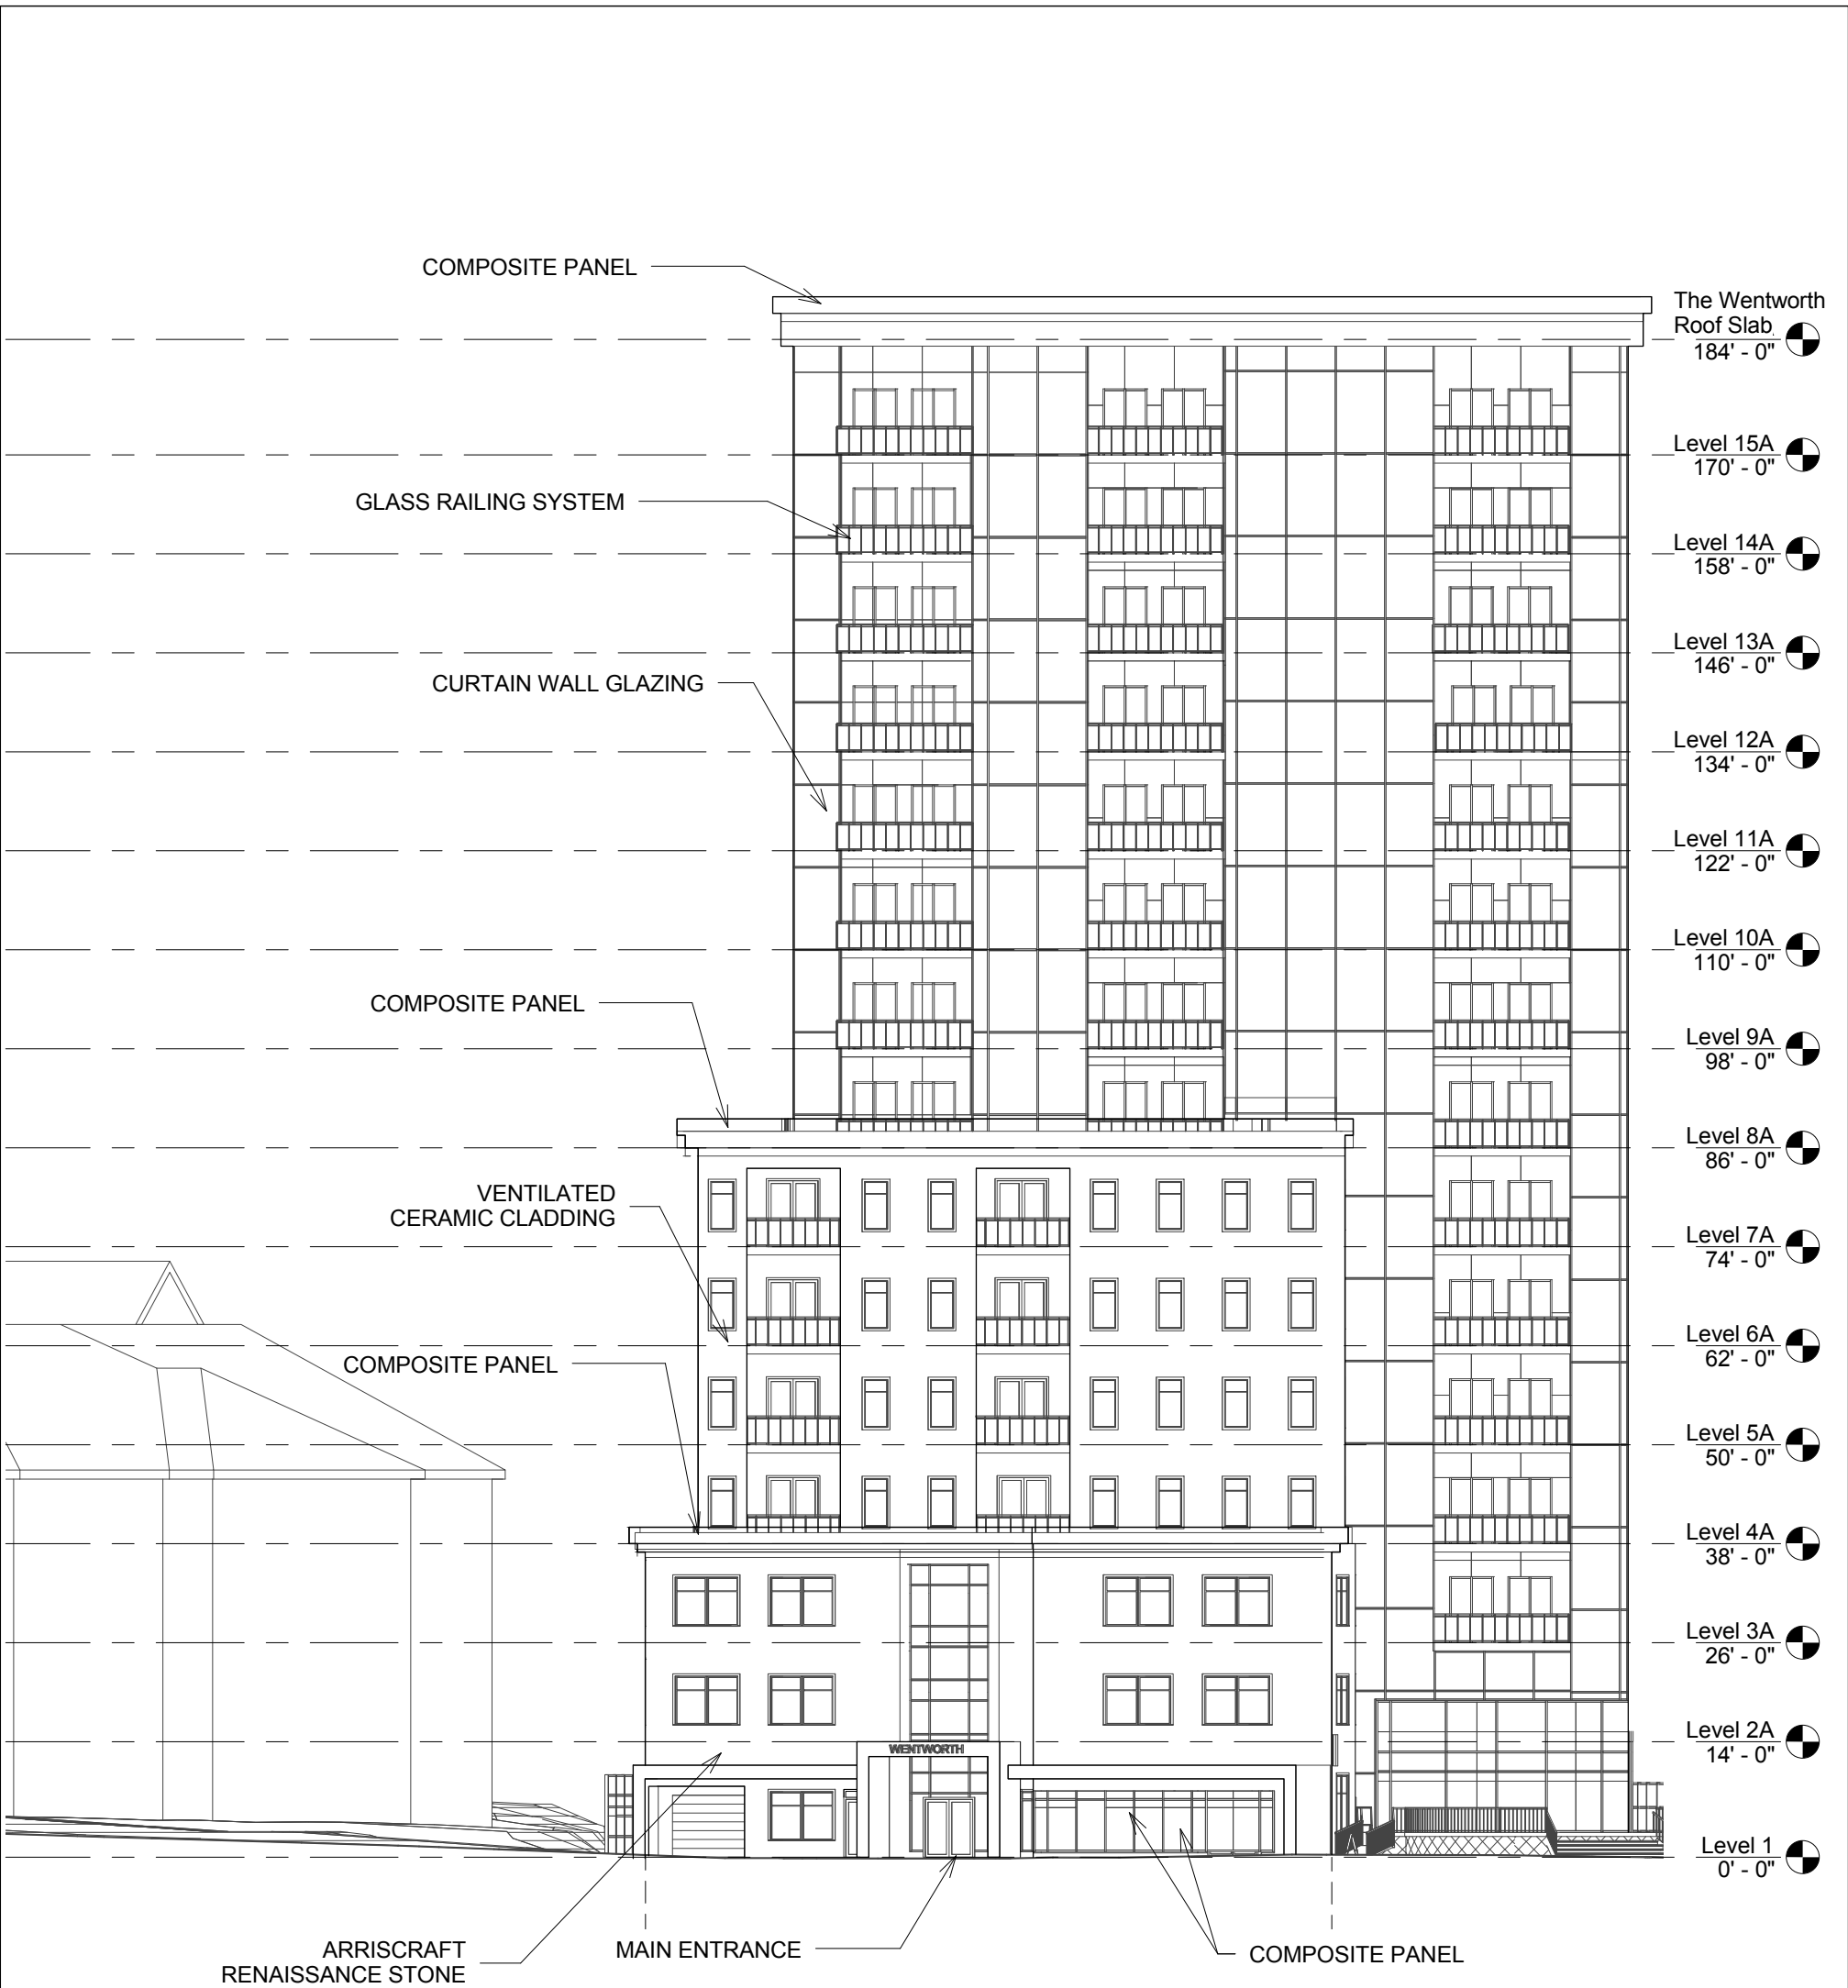 COMPOSITE PANEL
The Wentworth
Roof Slab
184' - 0"
Level 15A
170' - 0"
GLASS RAILING SYSTEM
Level 14A
158' - 0"
Level 13A
146' - 0"
CURTAIN WALL GLAZING
Level 12A
134' - 0"
Level 11A
122' - 0"
Level 10A
110' - 0"
COMPOSITE PANEL
Level 9A
98' - 0"
Level 8A
86' - 0"
VENTILATED
CERAMIC CLADDING
Level 7A
74' - 0"
Level 6A
62' - 0"
COMPOSITE PANEL
Level 5A
50' - 0"
Level 4A
38' - 0"
Level 3A
26' - 0"
Level 2A
14' - 0"
WENTWORTH
Level 1
0' - 0"
ARRISCRAFT
RENAISSANCE STONE
MAIN ENTRANCE
COMPOSITE PANEL